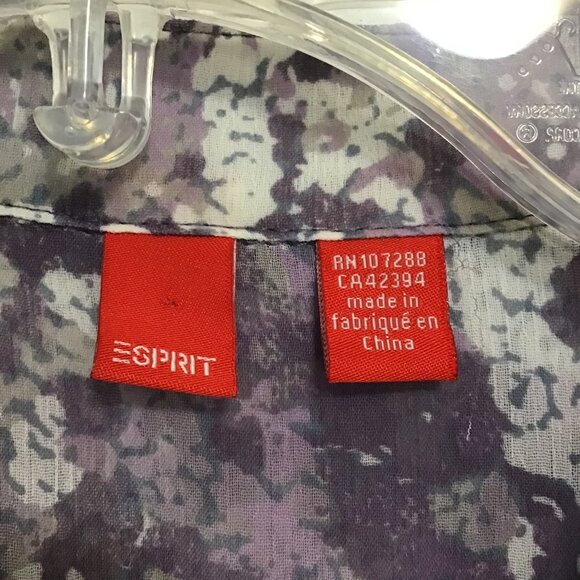 ESPRIT
RN107288
CA42394
made in
fabriqué en
China